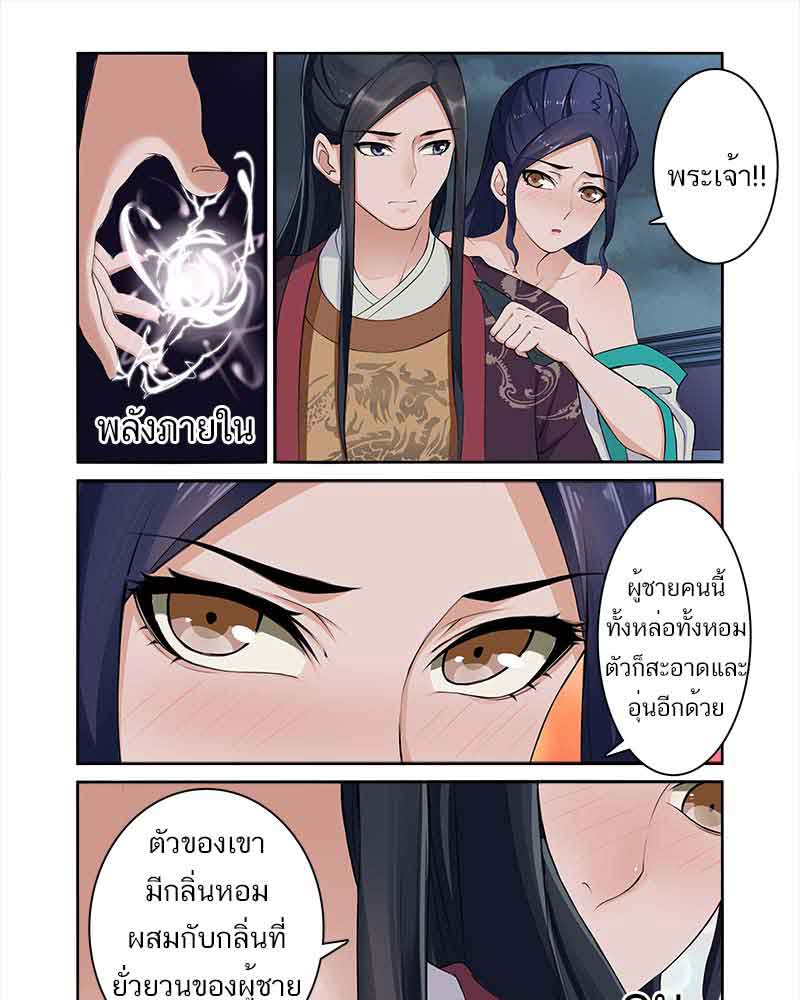 พลังภายใน
พระเจ้า!!
ผู้ชายคนนี้
ทั้งหล่อทั้งหอม
ตัวก็สะอาดและ
อุ่นอีกด้วย
ตัวของเขา
มีกลิ่นหอม
ผสมกับกลิ่นที่
ยั่วยวนของผู้ชาย